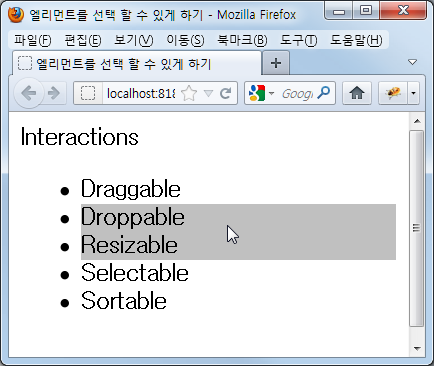 엘리먼트를 선택 할 수 있게 하기 - Mozilla Firefox
파일(F) 편집(E) 보기(V) 이동(S) 북마크(B) 도구(T) 도움말(H)
엘리먼트를 선택 할 수 있게 하기
localhost:818 Googl
Interactions
Draggable
Droppable
Resizable
Selectable
Sortable